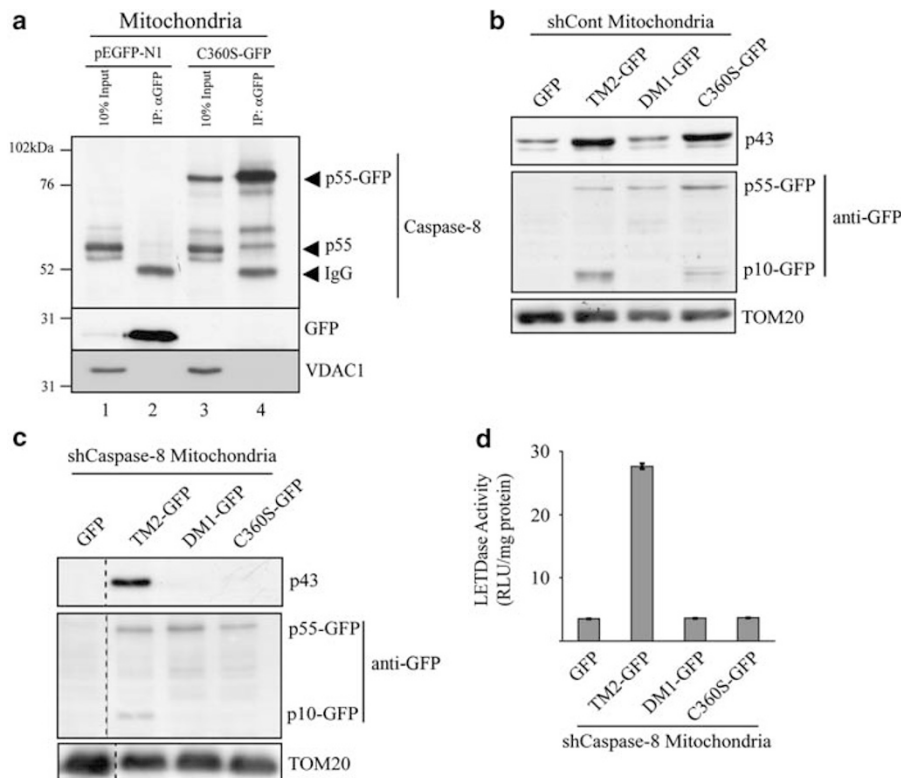 a
Mitochondria
pEGFP-N1 C360S-GFP
10% Input IP: αGFP 10% Input IP: αGFP
102kDa
76
52
31
31
p55-GFP
p55
IgG
Caspase-8
GFP
VDAC1
1 2 3 4
b
shCont Mitochondria
GFP TM2-GFP DM1-GFP C360S-GFP
p43
p55-GFP
anti-GFP
p10-GFP
TOM20
c
shCaspase-8 Mitochondria
GFP TM2-GFP DM1-GFP C360S-GFP
p43
p55-GFP
anti-GFP
p10-GFP
TOM20
d
LETDase Activity
(RLU/mg protein)
30
20
10
GFP TM2-GFP DM1-GFP C360S-GFP
shCaspase-8 Mitochondria